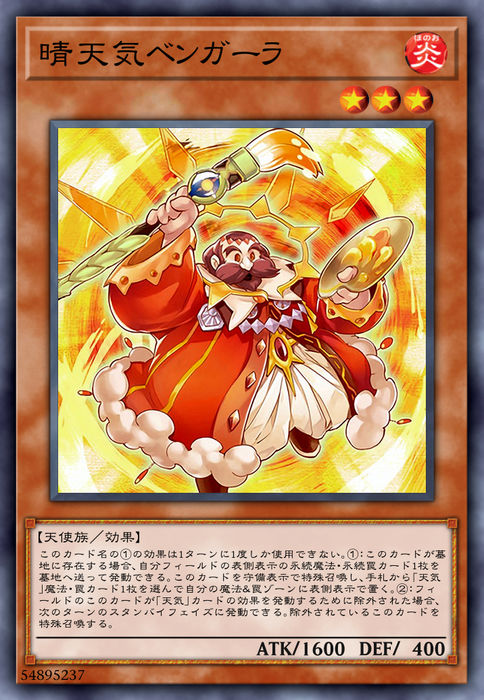 晴天気ベンガーラ
ほのお
炎
【天使族／効果】
このカード名の①の効果は1ターンに1度しか使用できない。①：このカードが墓
地に存在する場合、自分フィールドの表側表示の永続魔法・永続罠カード1枚を
墓地へ送って発動できる。このカードを守備表示で特殊召喚し、手札から「天気」
魔法・罠カード1枚を選んで自分の魔法&罠ゾーンに表側表示で置く。②：フィ
ールドのこのカードが「天気」カードの効果を発動するために除外された場合、
次のターンのスタンバイフェイズに発動できる。除外されているこのカードを
特殊召喚する。
ATK/1600 DEF/ 400
54895237